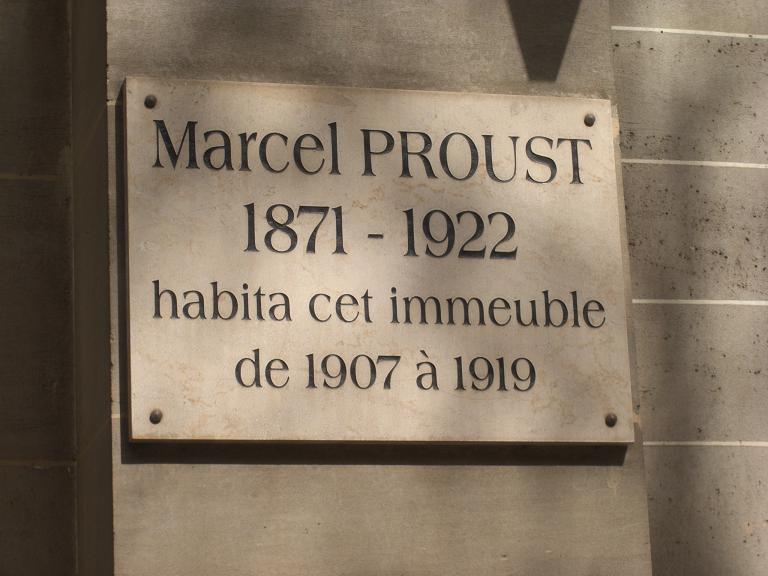 Marcel PROUST
1871 - 1922
habita cet immeuble
de 1907 à 1919